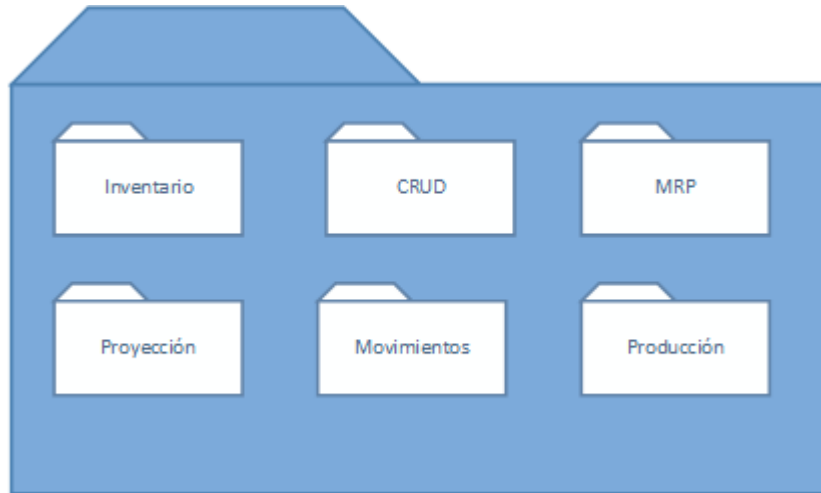 Inventario
CRUD
MRP
Proyección
Movimientos
Producción